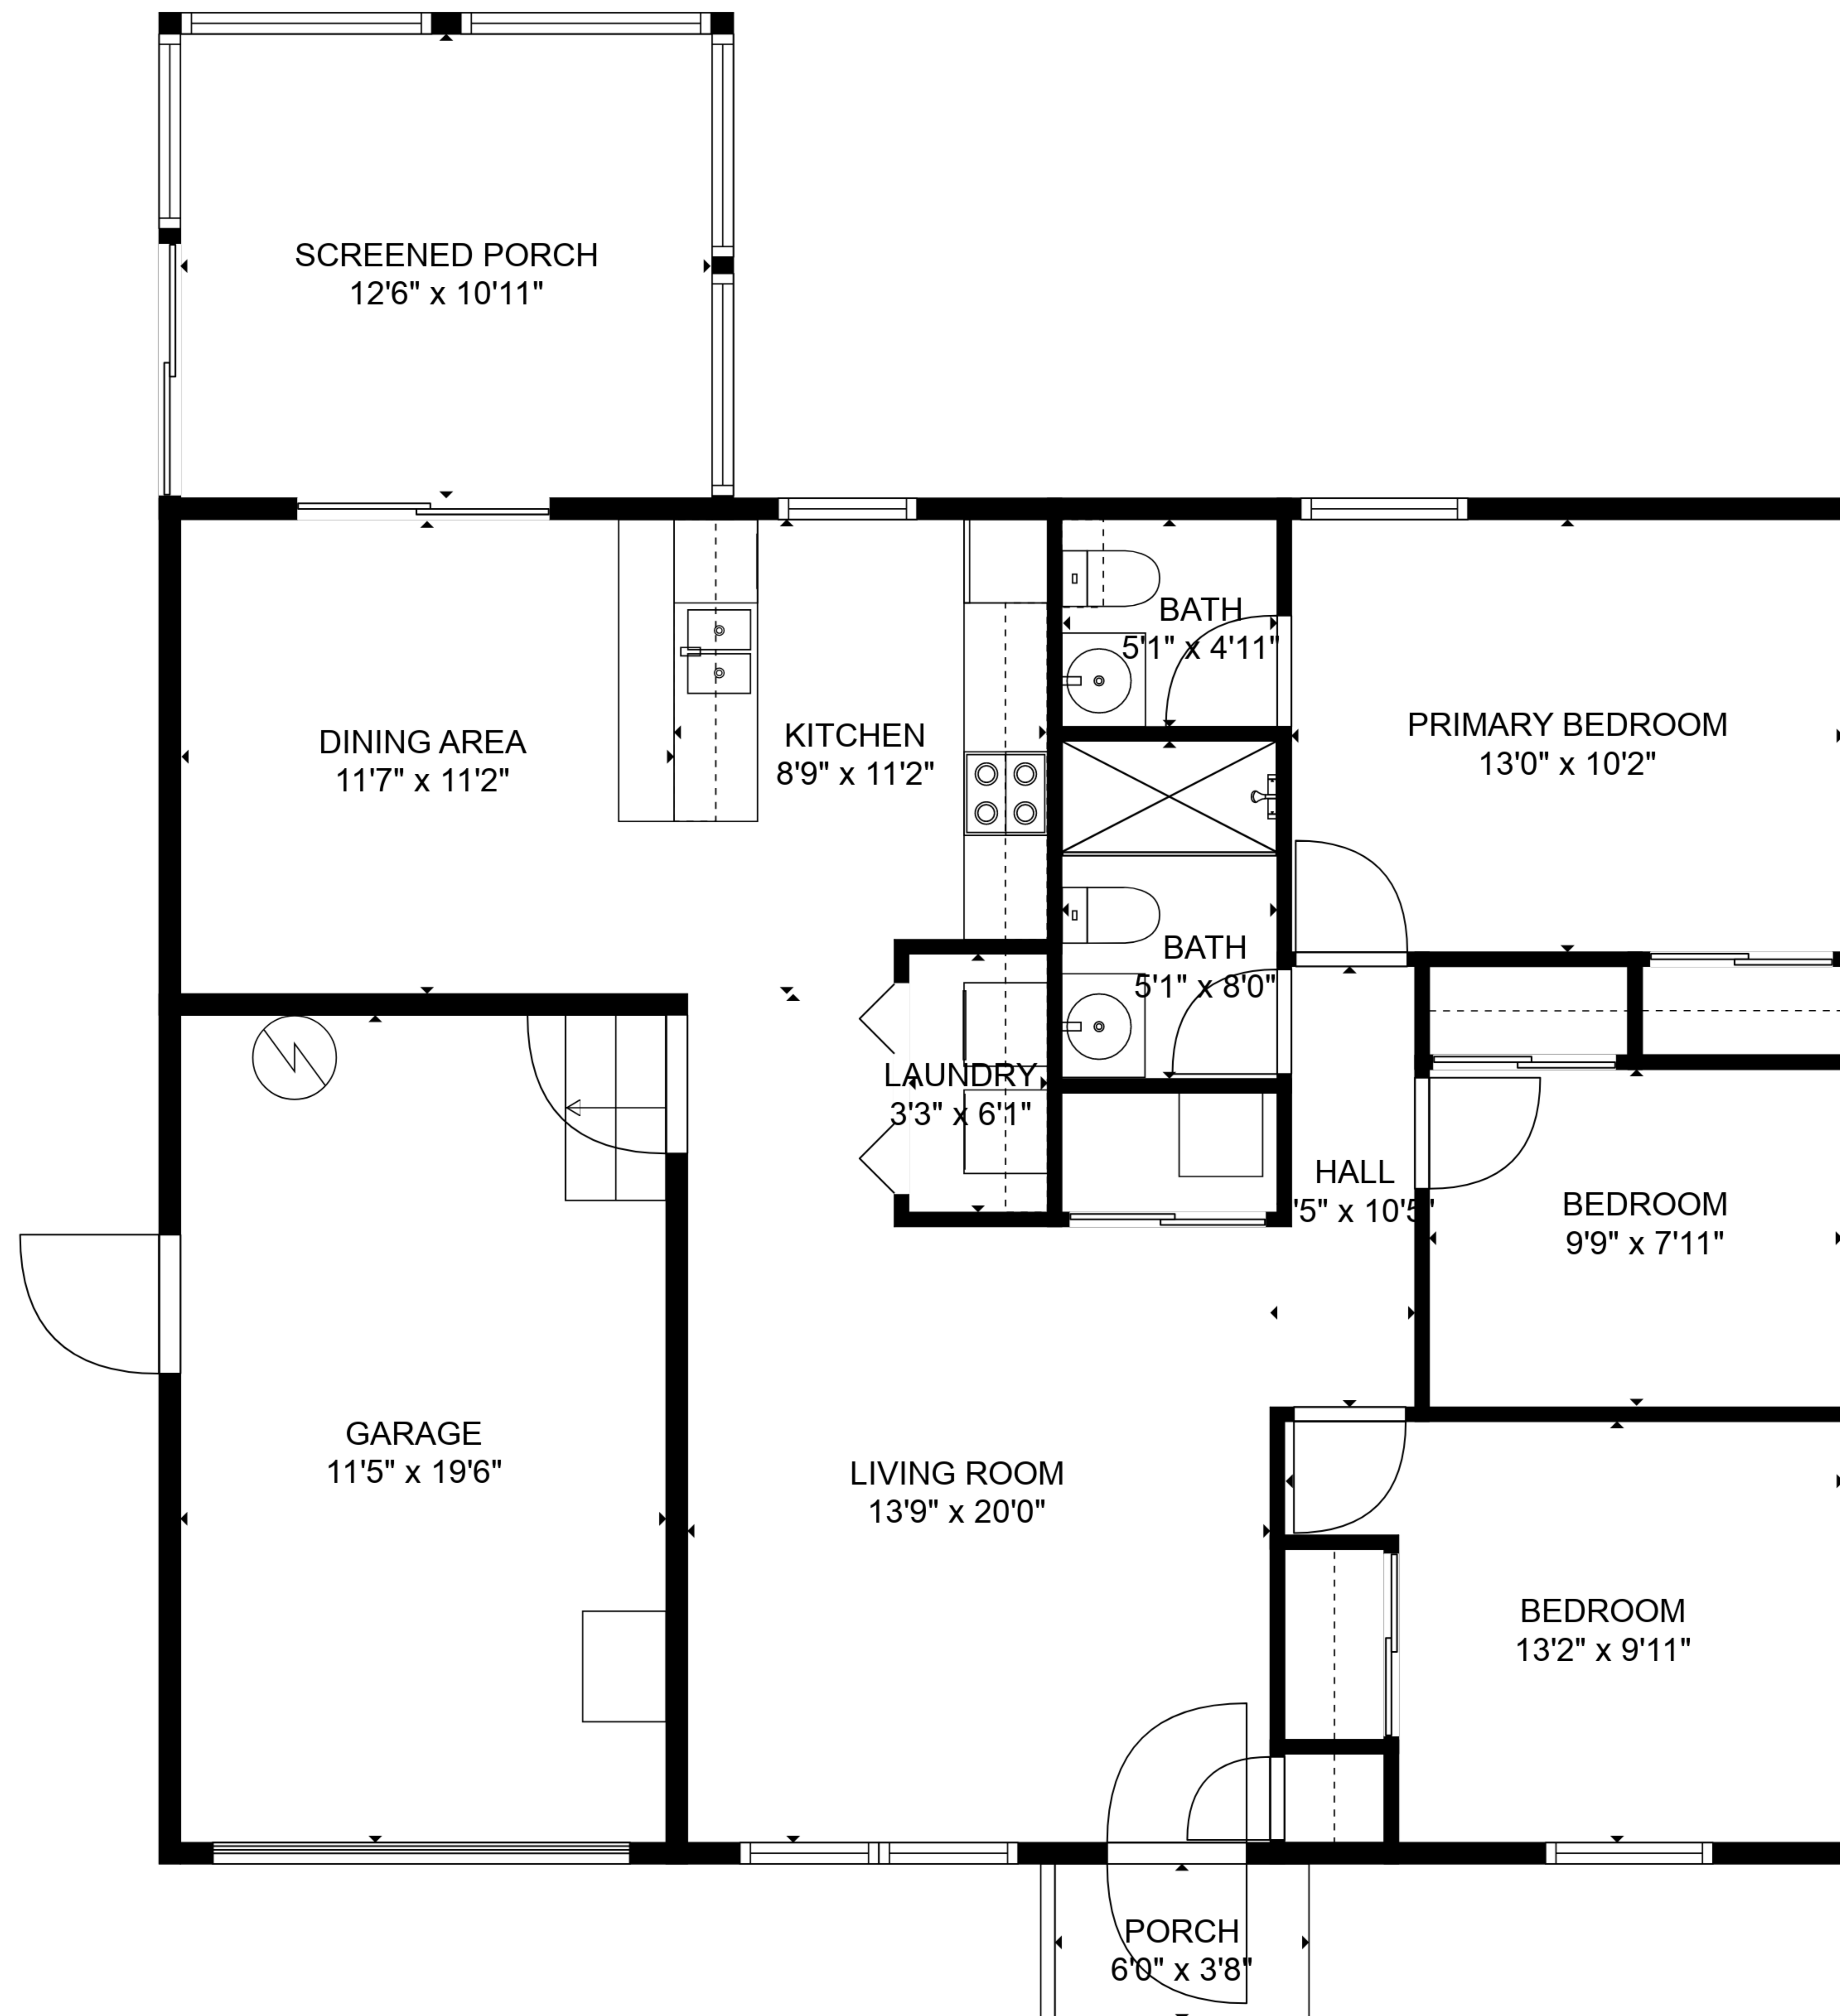 SCREENED PORCH
12'6" x 10'11"
DINING AREA
11'7" x 11'2"
KITCHEN
8'9" x 11'2"
BATH
5'1" x 4'11"
PRIMARY BEDROOM
13'0" x 10'2"
BATH
5'1" x 8'0"
LAUNDRY
3'3" x 6'1"
HALL
'5" x 10'5"
BEDROOM
9'9" x 7'11"
GARAGE
11'5" x 19'6"
LIVING ROOM
13'9" x 20'0"
BEDROOM
13'2" x 9'11"
PORCH
6'0" x 3'8"